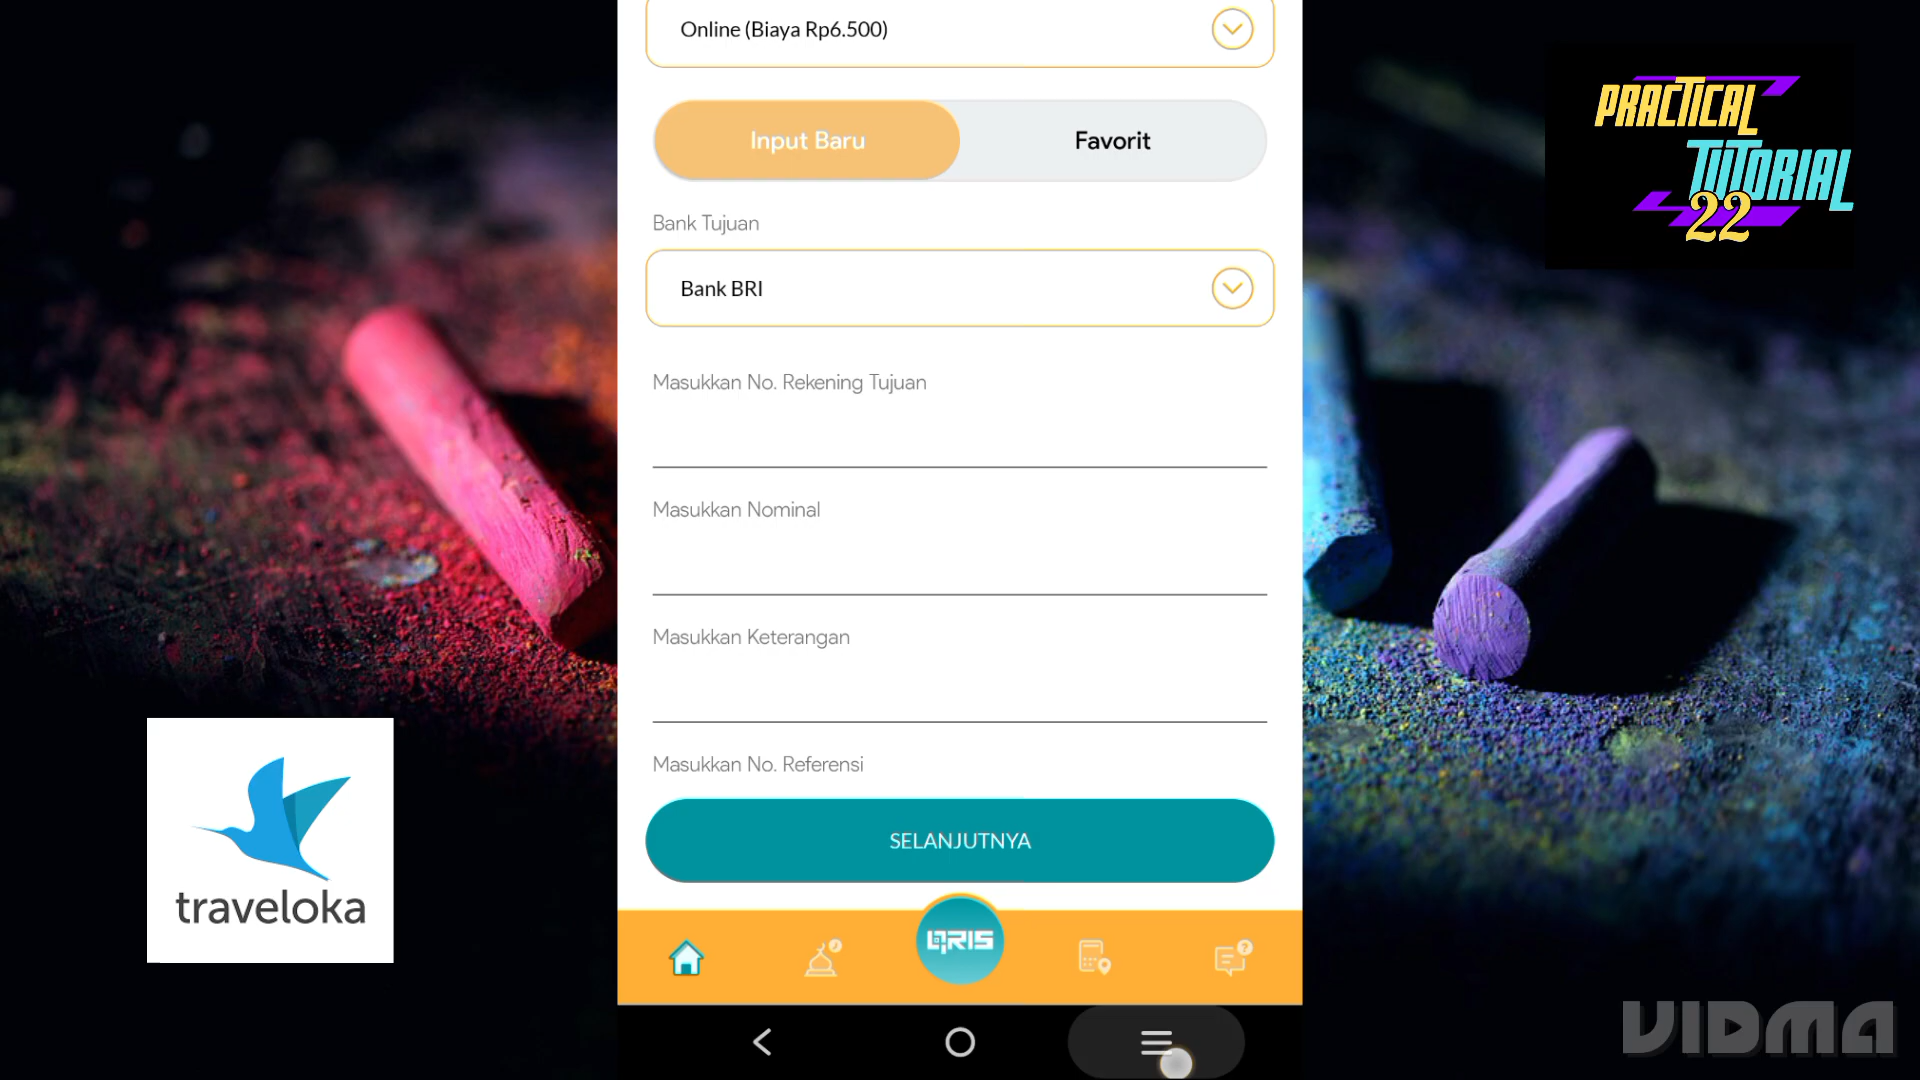 Online (Biaya Rp6.500)
Input Baru
Favorit
Bank Tujuan
Bank BRI
Masukkan No. Rekening Tujuan
Masukkan Nominal
Masukkan Keterangan
Masukkan No. Referensi
SELANJUTNYA
QRIS
?
PRACTICAL
TUTORIAL
22
traveloka
VIDMA